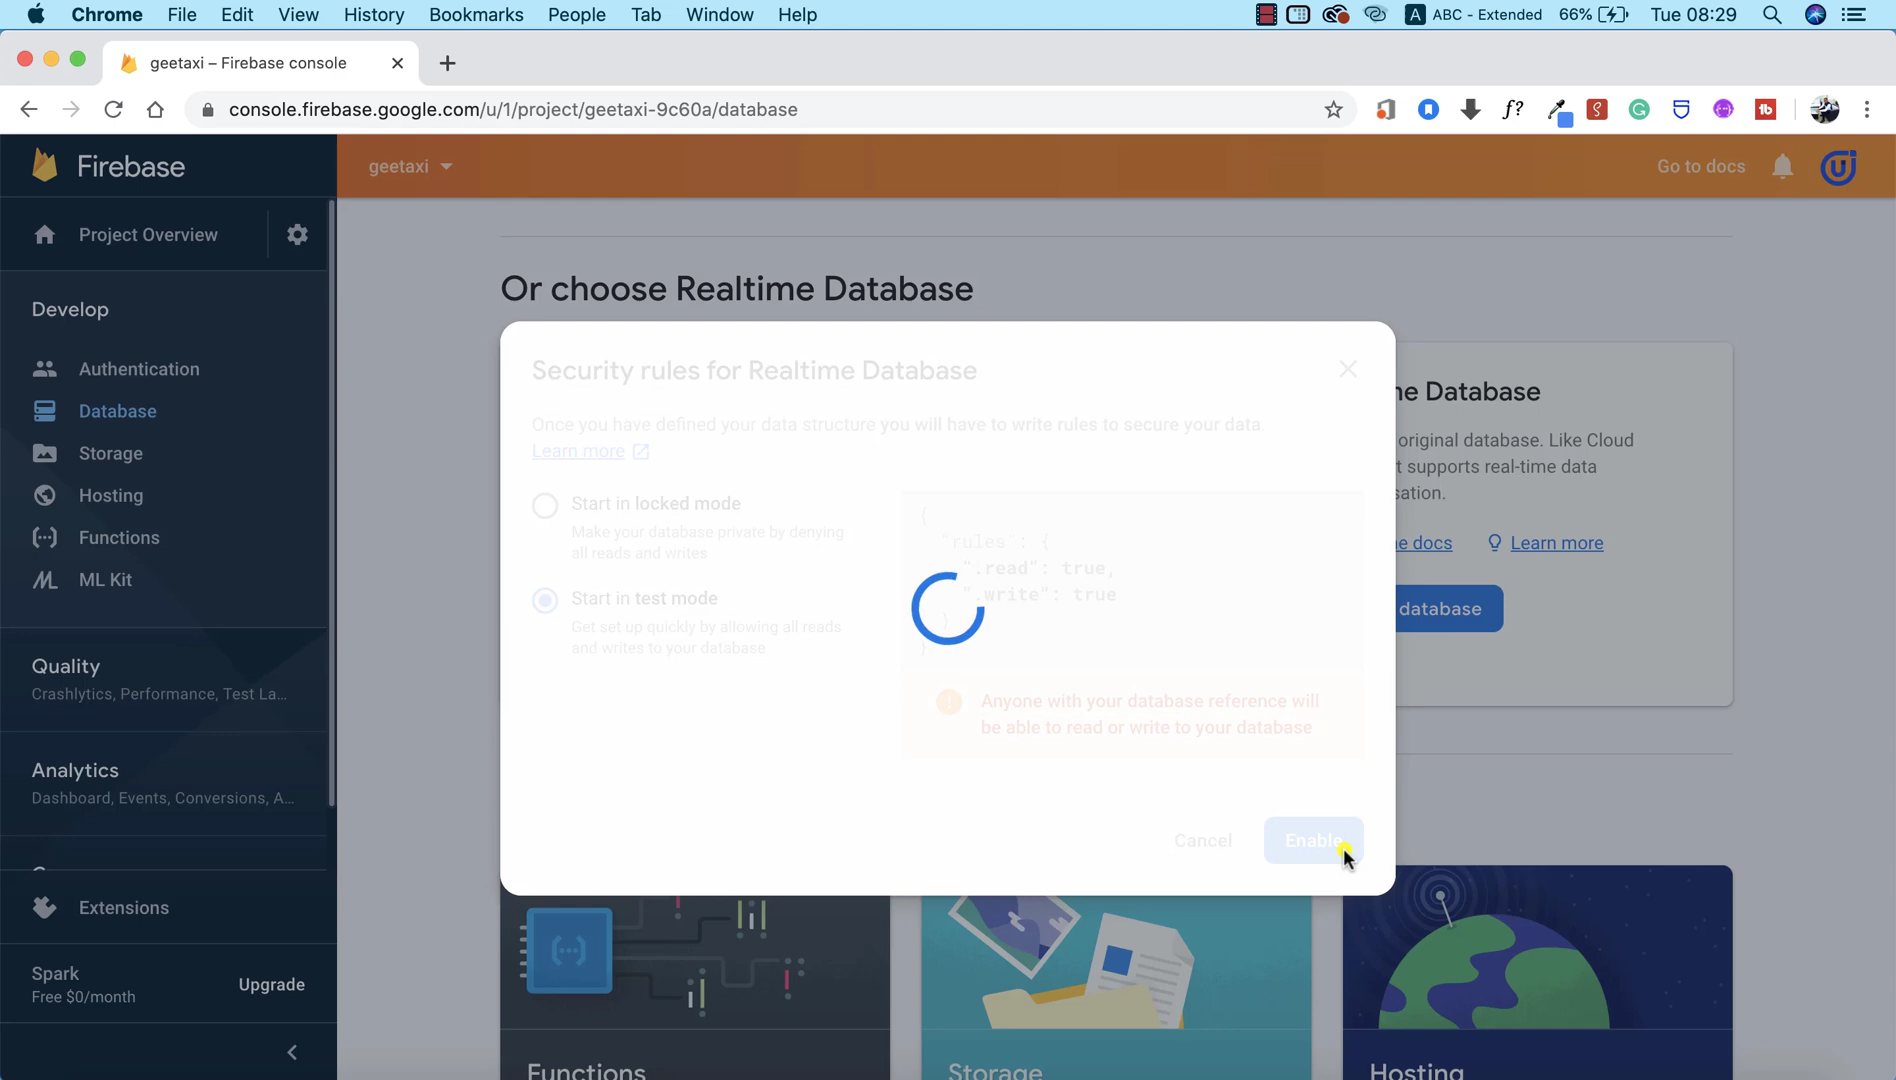 Chrome File Edit View History Bookmarks People Tab Window Help
A ABC - Extended 66% Tue 08:29
geetaxi – Firebase console
console.firebase.google.com/u/1/project/geetaxi-9c60a/database
f?
tb
Firebase
geetaxi
Go to docs
Project Overview
Develop
Authentication
Database
Storage
Hosting
Functions
ML Kit
Quality
Crashlytics, Performance, Test La...
Analytics
Dashboard, Events, Conversions, A...
Extensions
Spark
Free $0/month
Upgrade
Or choose Realtime Database
Security rules for Realtime Database
Once you have defined your data structure you will have to write rules to secure your data.
Learn more
Start in locked mode
Make your database private by denying
all reads and writes
Start in test mode
Get set up quickly by allowing all reads
and writes to your database
{
"rules": {
".read": true,
".write": true
}
}
Anyone with your database reference will
be able to read or write to your database
Cancel
Enable
Database
original database. Like Cloud
supports real-time data
docs
Learn more
database
Functions
Storage
Hosting